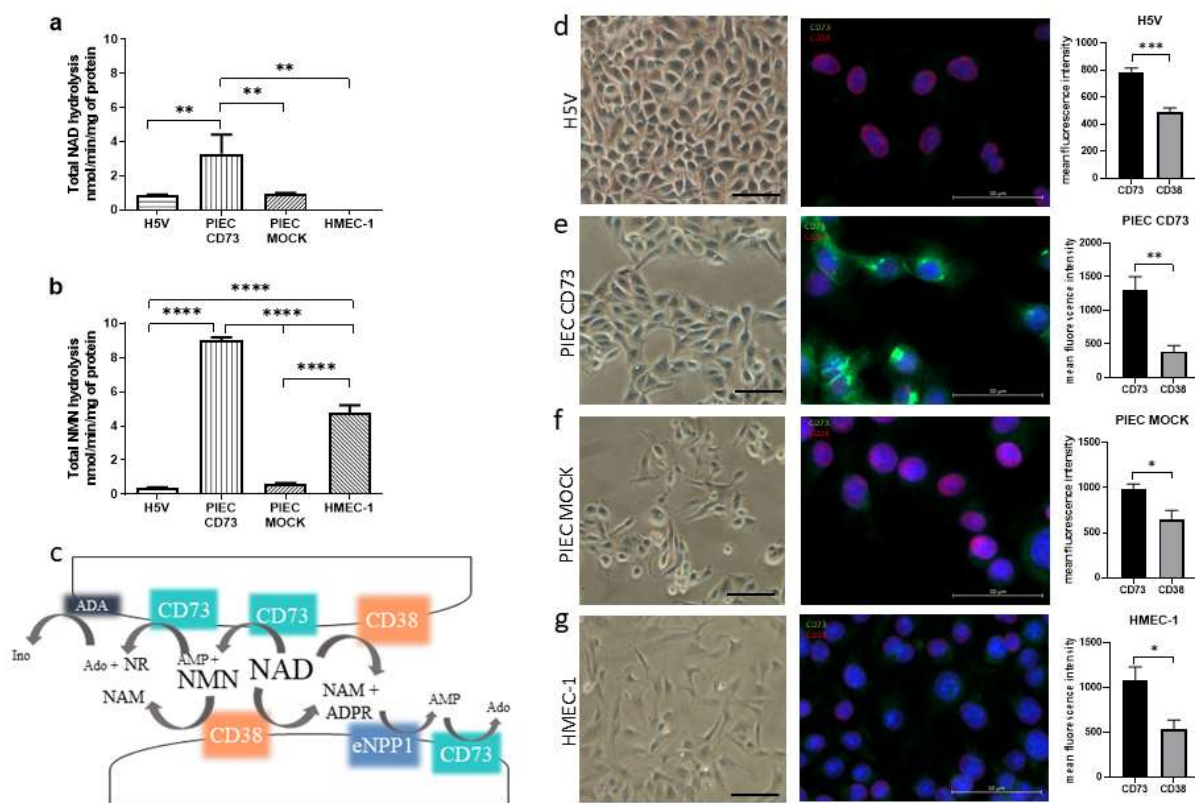 a
Total NAD hydrolysis
nmol/min/mg of protein
10
8
6
4
2
0
**
**
**
H5V
PIEC
CD73
PIEC
MOCK
HMEC-1
b
Total NMN hydrolysis
nmol/min/mg of protein
10
8
6
4
2
0
****
****
****
****
H5V
PIEC
CD73
PIEC
MOCK
HMEC-1
c
ADA
CD73
CD73
CD38
Ino
Ado + NR
AMP +
NMN
NAD
NAM
NAM +
ADPR
AMP
Ado
CD38
eNPP1
CD73
d
H5V
CD73
CD38
H5V
mean fluorescence intensity
1000
800
600
400
200
0
***
CD73
CD38
e
PIEC CD73
CD73
CD38
PIEC CD73
mean fluorescence intensity
2000
1500
1000
500
0
**
CD73
CD38
f
PIEC MOCK
CD73
CD38
PIEC MOCK
mean fluorescence intensity
1500
1000
500
0
*
CD73
CD38
g
HMEC-1
CD73
CD38
HMEC-1
mean fluorescence intensity
1500
1000
500
0
*
CD73
CD38